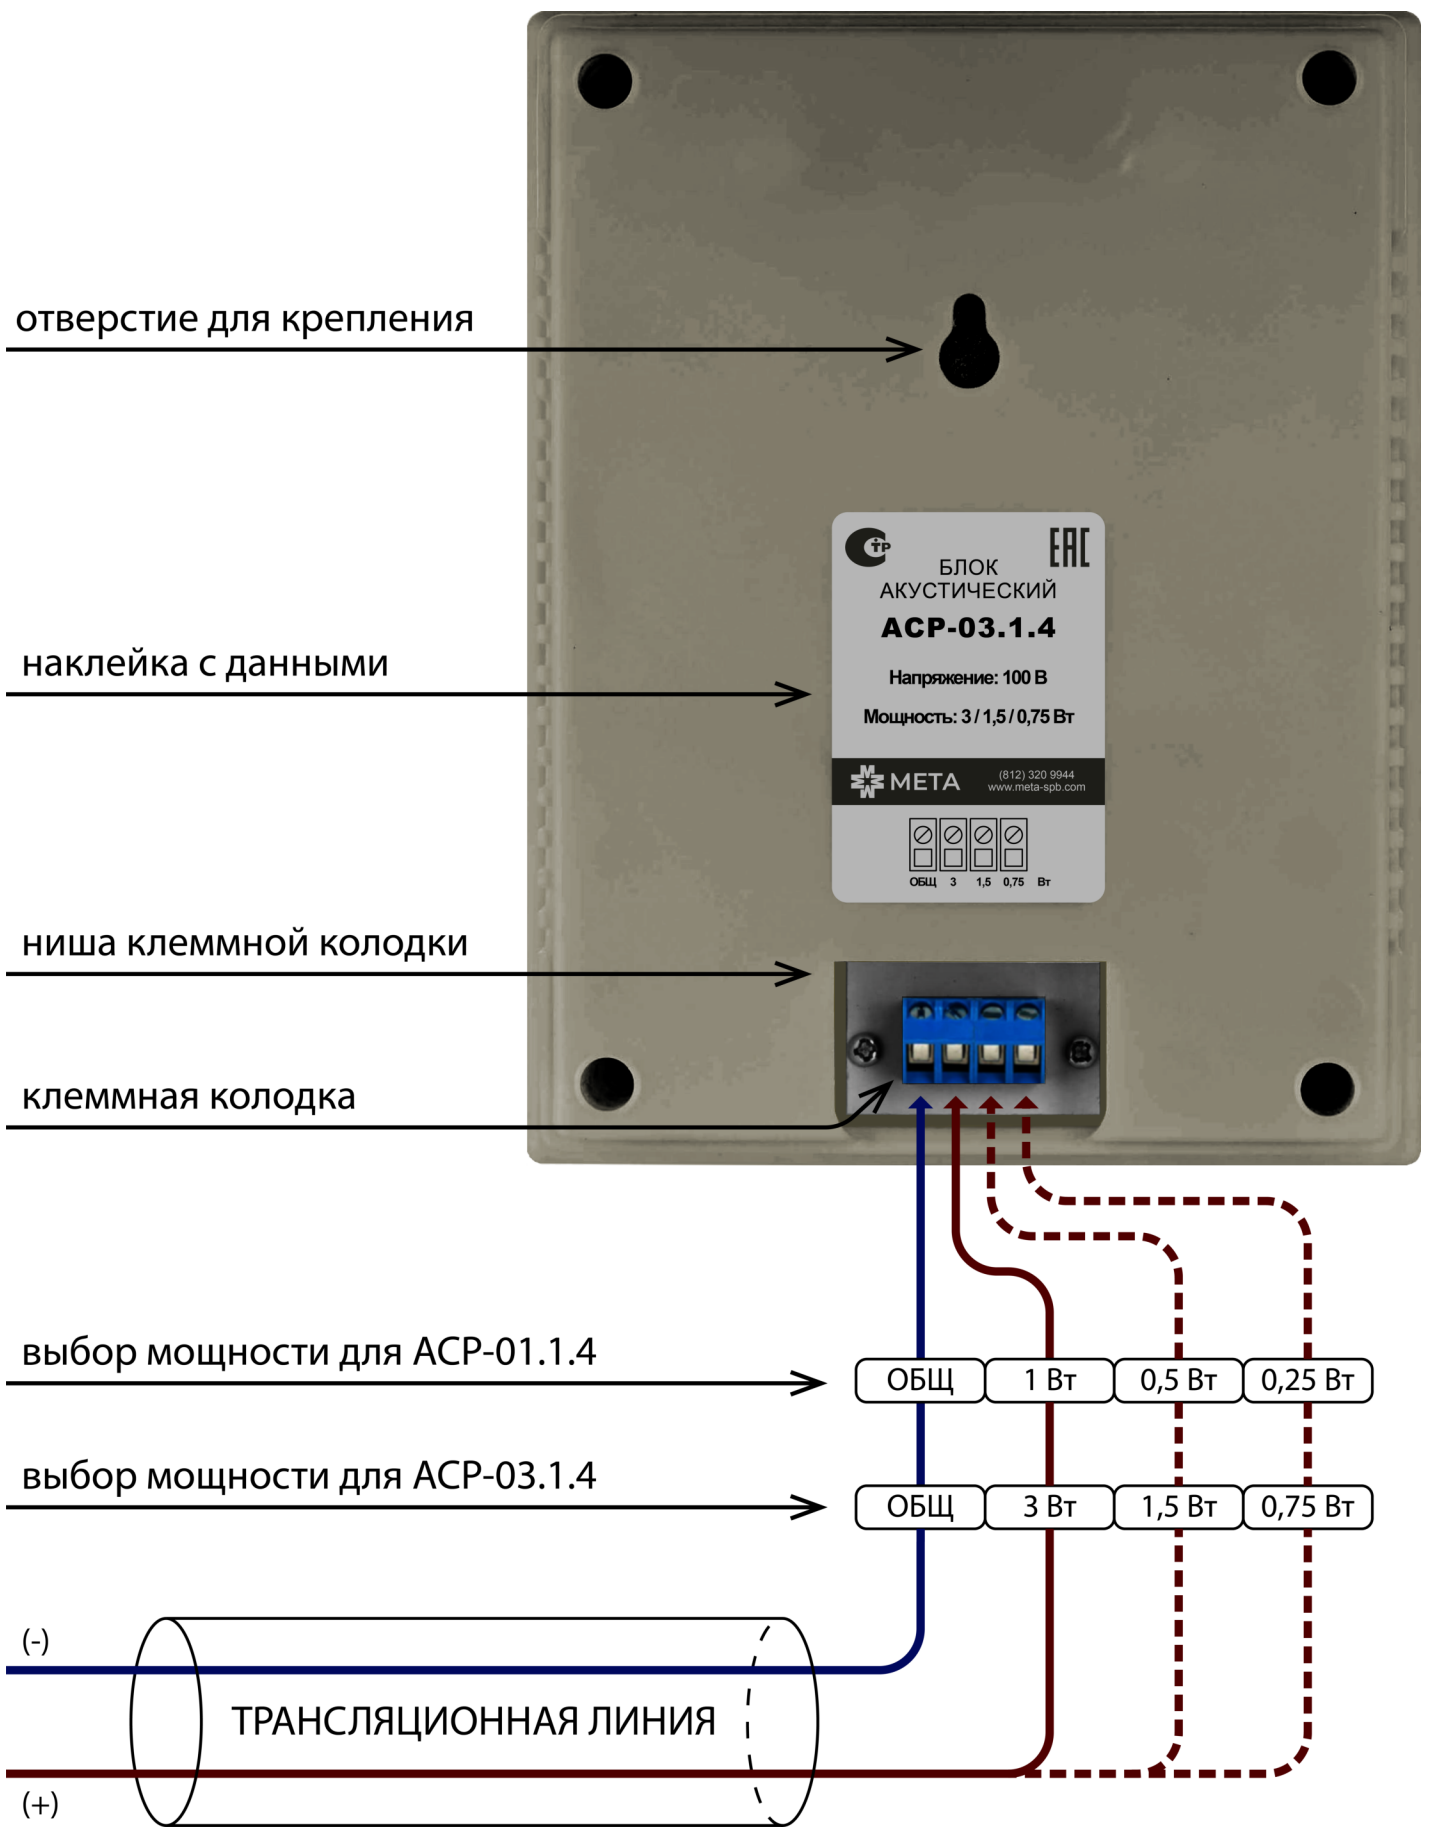 отверстие для крепления
СТР
ЕАС
БЛОК
АКУСТИЧЕСКИЙ
АСР-03.1.4
Напряжение: 100 В
наклейка с данными
Мощность: 3 / 1,5 / 0,75 Вт
МЕТА
(812) 320 9944
www.meta-spb.com
ОБЩ 3 1,5 0,75 Вт
ниша клеммной колодки
клеммная колодка
выбор мощности для АСР-01.1.4
ОБЩ 1 Вт 0,5 Вт 0,25 Вт
выбор мощности для АСР-03.1.4
ОБЩ 3 Вт 1,5 Вт 0,75 Вт
(-)
ТРАНСЛЯЦИОННАЯ ЛИНИЯ
(+)